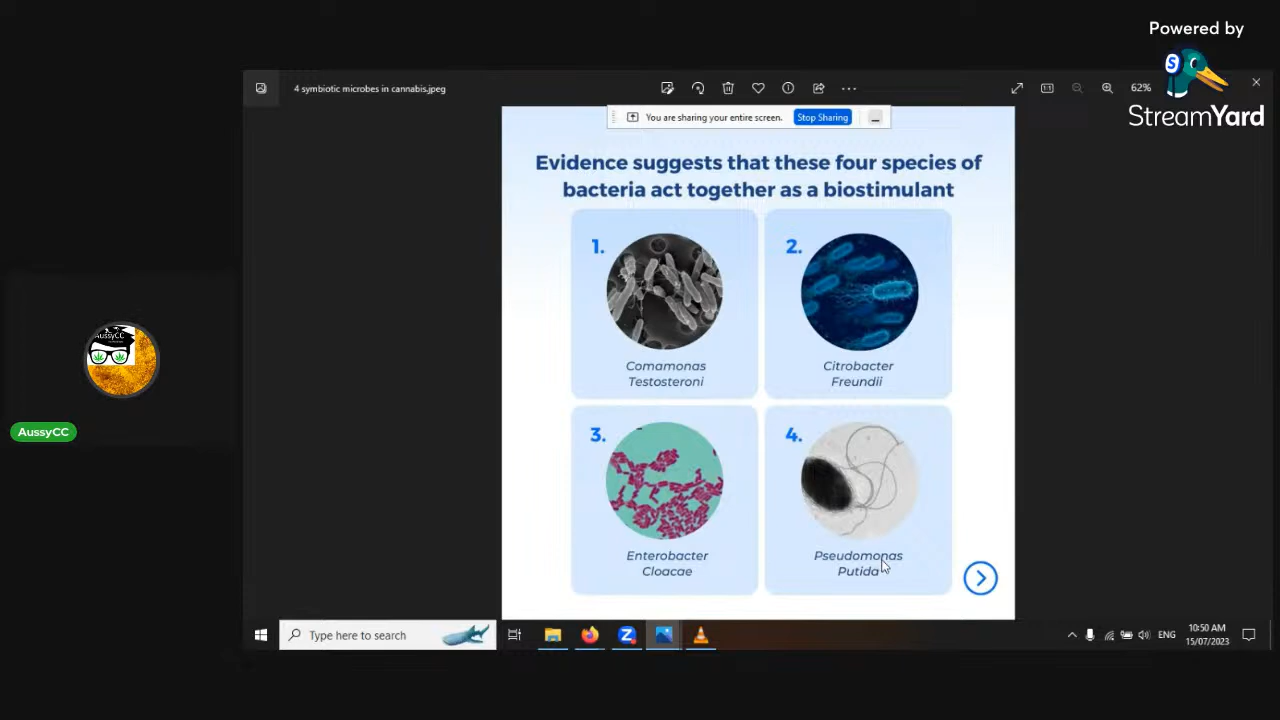 Powered by
S
StreamYard
4 symbiotic microbes in cannabis.jpeg
62%
You are sharing your entire screen. Stop Sharing
Evidence suggests that these four species of
bacteria act together as a biostimulant
1.
2.
Comamonas
Testosteroni
Citrobacter
Freundii
3.
4.
Enterobacter
Cloacae
Pseudomonas
Putida
AussyCC
AussyCC
Type here to search
Z
ENG
10:50 AM
15/07/2023